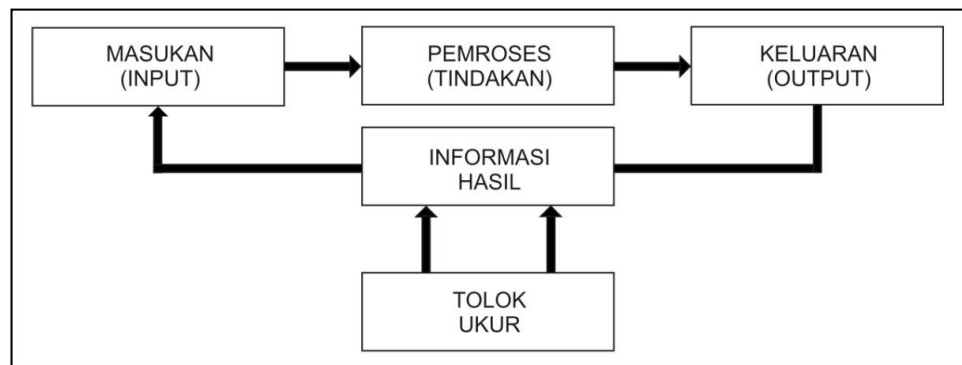 MASUKAN
(INPUT)
PEMROSES
(TINDAKAN)
KELUARAN
(OUTPUT)
INFORMASI
HASIL
TOLOK
UKUR